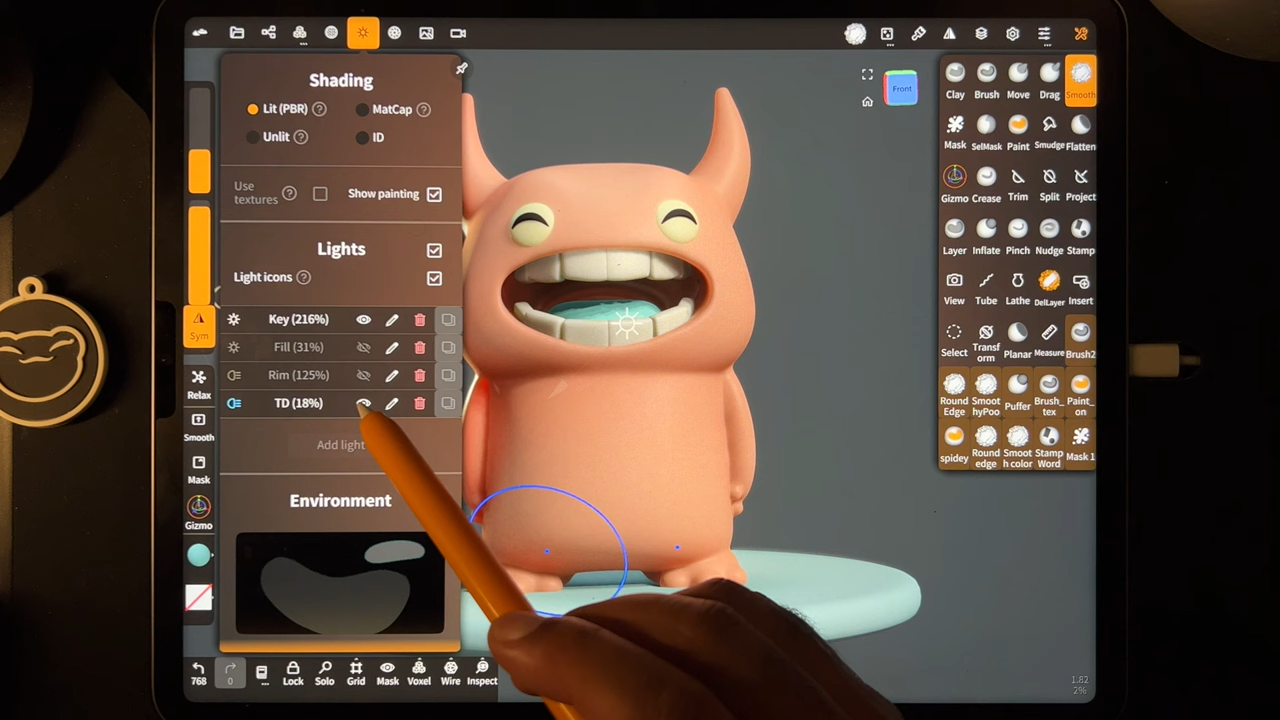 Shading
Lit (PBR) ?
MatCap ?
Unlit ?
ID
Use textures ?
Show painting
Lights
Light icons ?
Key (216%)
Fill (31%)
Rim (125%)
TD (18%)
Add light
Environment
Sym
Relax
Smooth
Mask
Gizmo
768
0
Lock
Solo
Grid
Mask
Voxel
Wire
Inspect
Front
Clay
Brush
Move
Drag
Smooth
Mask
SelMask
Paint
Smudge
Flatten
Gizmo
Crease
Trim
Split
Project
Layer
Inflate
Pinch
Nudge
Stamp
View
Tube
Lathe
DelLayer
Insert
Select
Transf orm
Planar
Measure
Brush2
Round Edge
SmoothyPoo
Puffer
Brush_ tex
Paint_ on
spidey
Round edge
Smoot h color
Stamp Word
Mask 1
1.82
2%